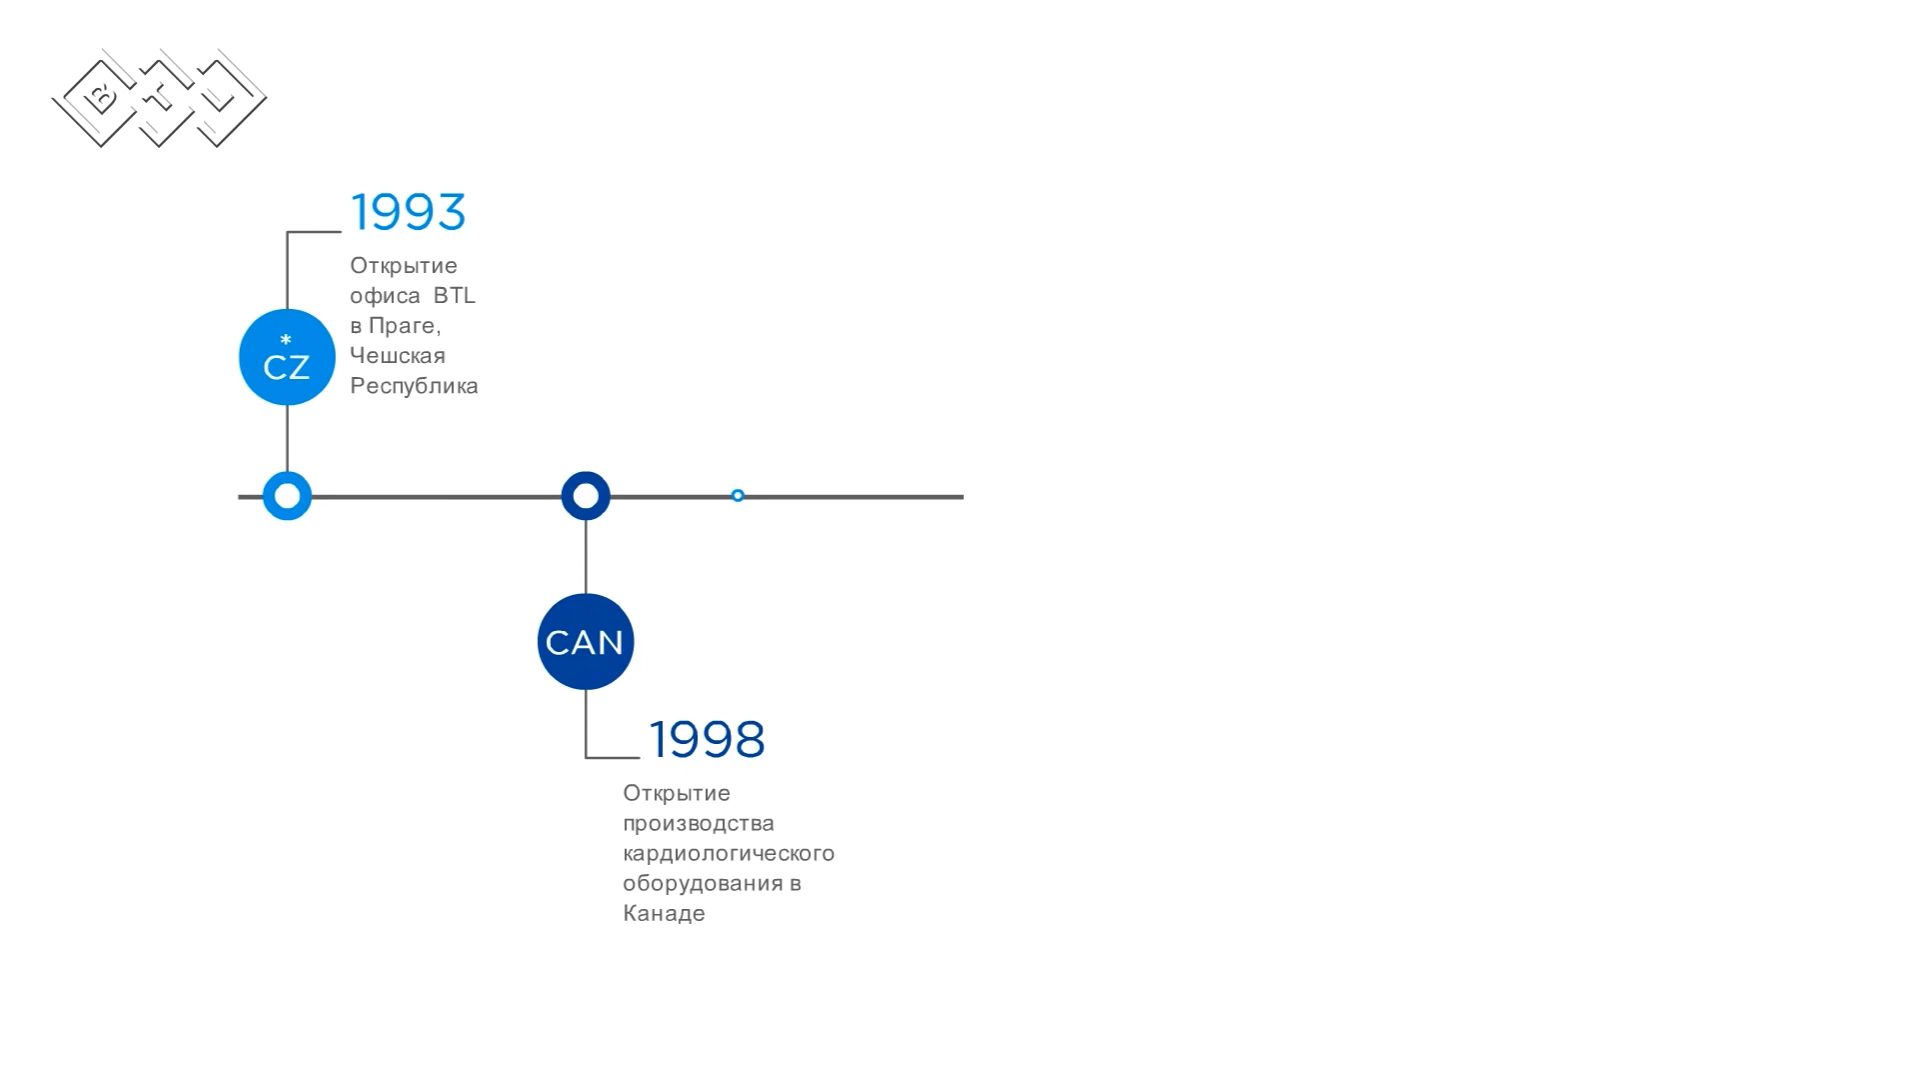 BTL
1993
Открытие
офиса BTL
в Праге,
Чешская
Республика
*
CZ
CAN
1998
Открытие
производства
кардиологического
оборудования в
Канаде